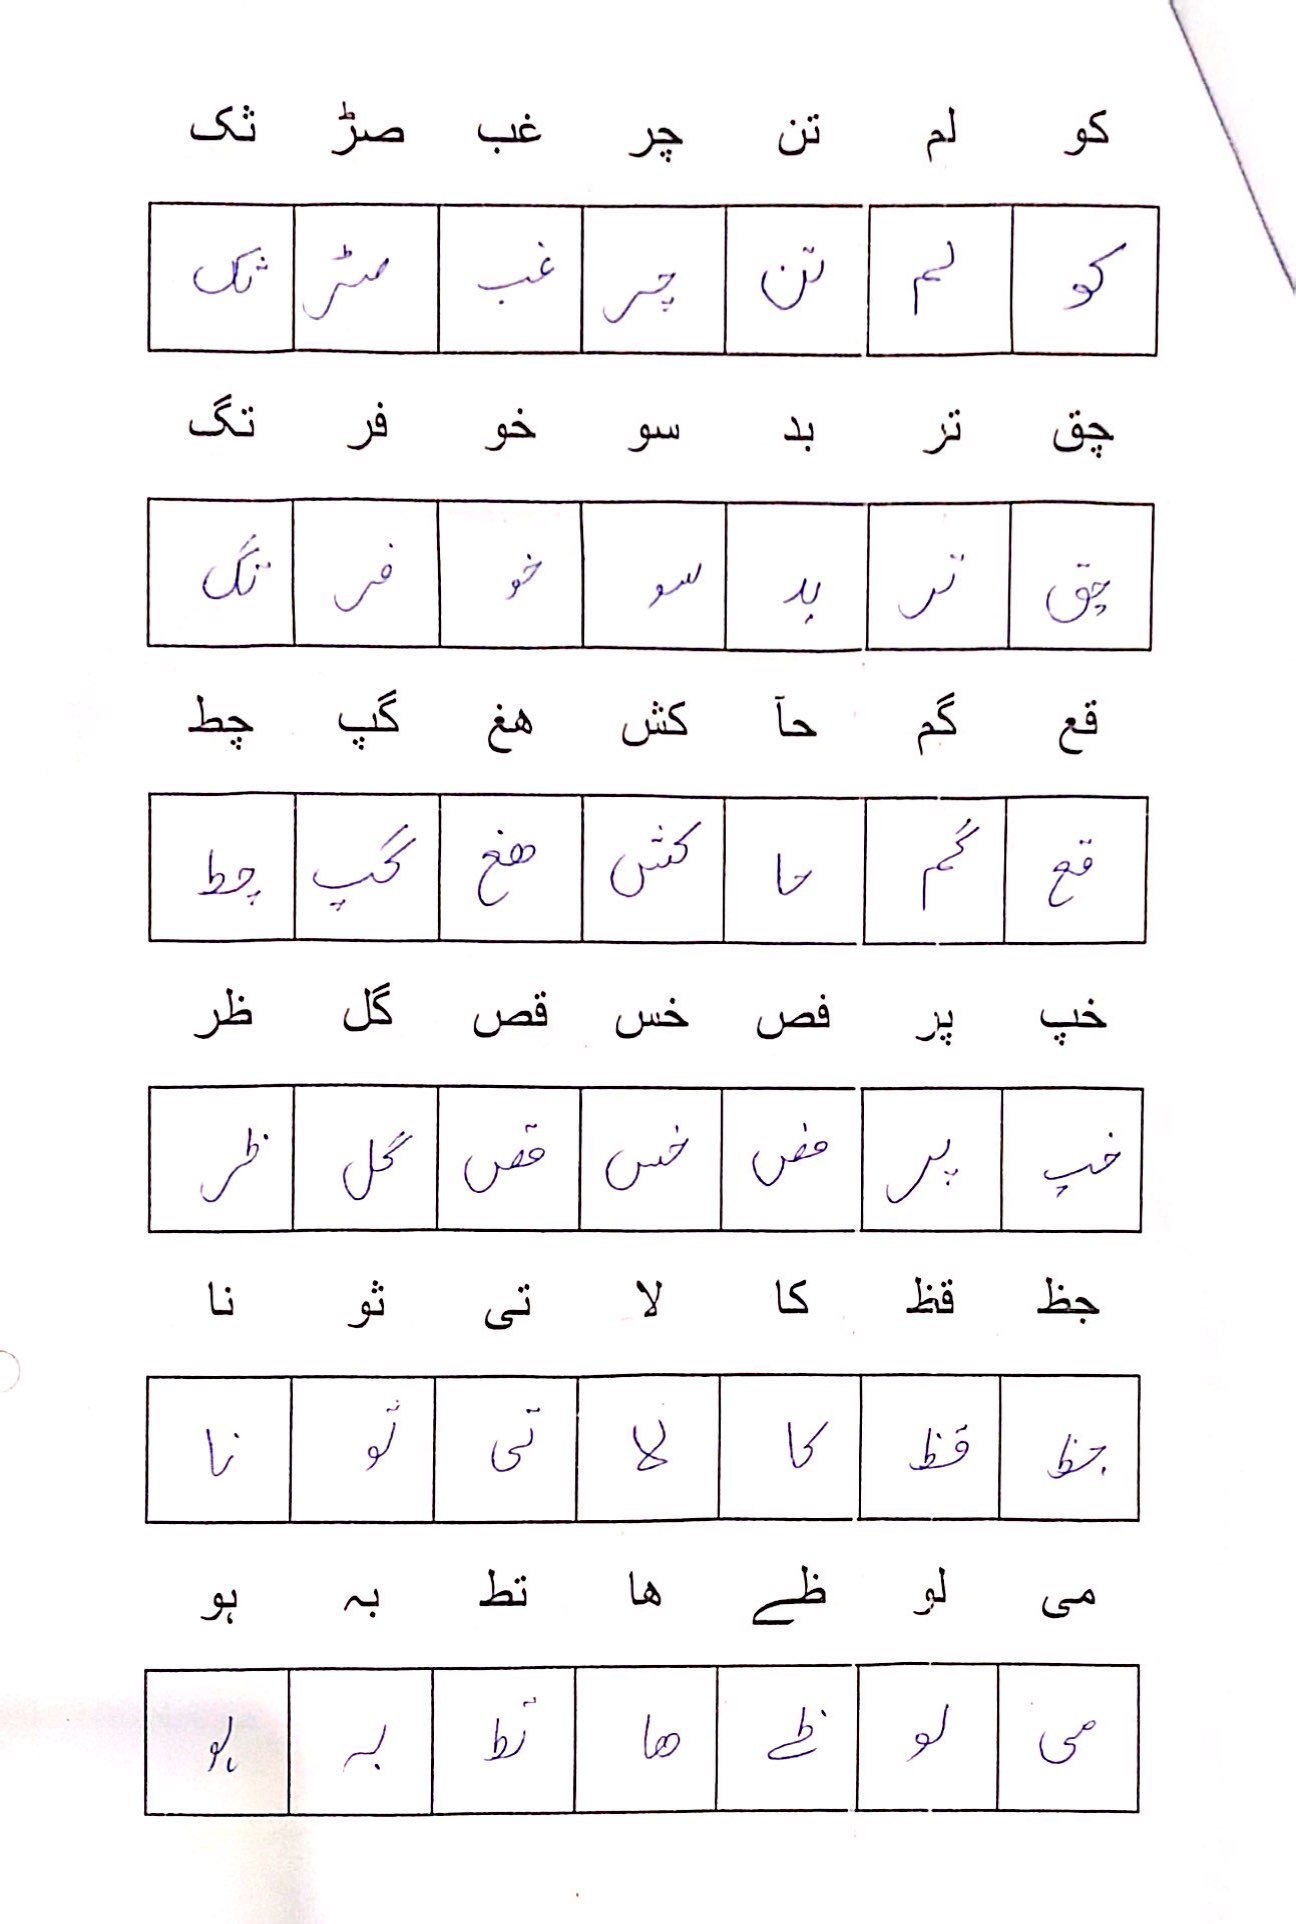 کو لم تن چر غب صڑ ثک
کو لم تن چر غب صڑ ثک
چق تر بد سو خو فر تگ
چق تر بد سو خو فر تگ
قع گم حآ کش ھغ گپ چط
قع گم حا کش ھغ گپ چط
خپ پر فص خس قص گل ظر
خپ پر فص خس قص گل ظر
جظ قظ کا لا تی ثو نا
جظ قظ کا لا تی ثو نا
می لو ظے ھا تط بہ ہو
می لو ظے ھا تط بہ ہو